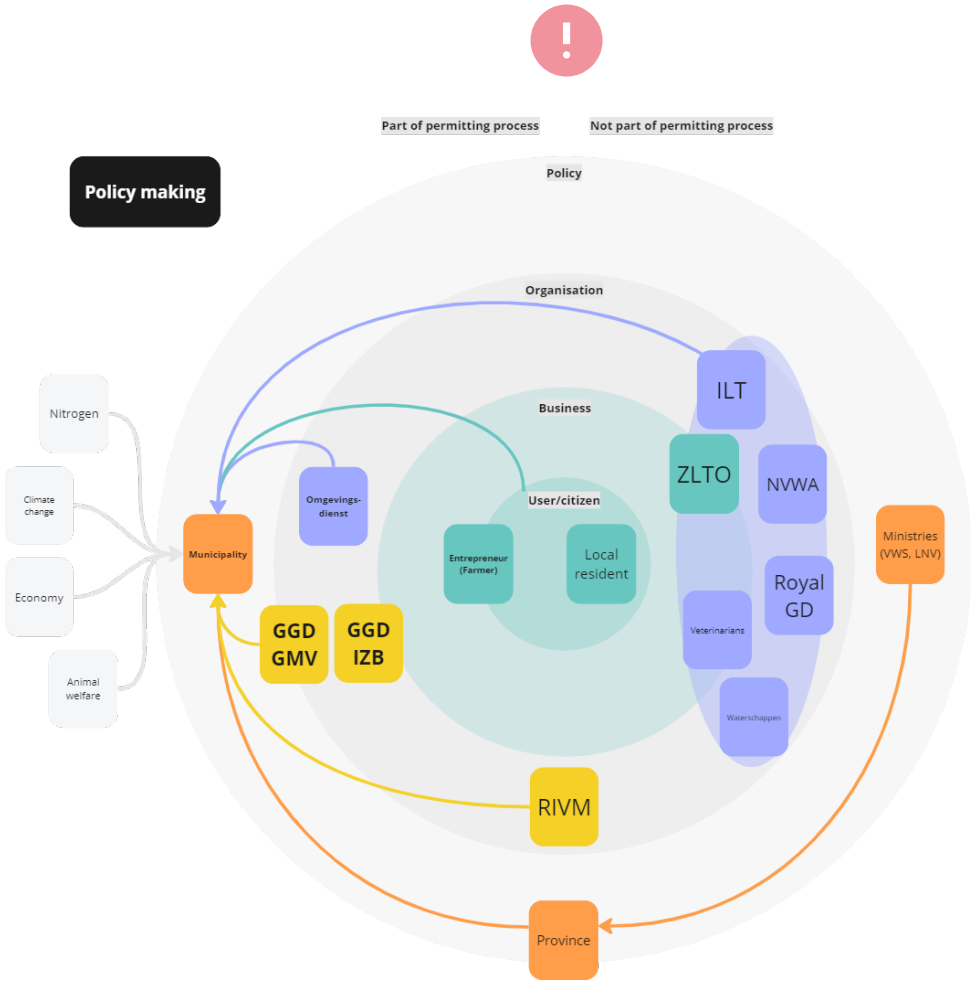 !
Part of permitting process
Not part of permitting process
Policy making
Policy
Organisation
ILT
Nitrogen
Business
ZLTO
NVWA
Climate
change
Omgevings-
dienst
User/citizen
Municipality
Entrepreneur
(Farmer)
Local
resident
Ministries
(VWS, LNV)
Economy
Royal
GD
GGD
GMV
GGD
IZB
Veterinarians
Animal
welfare
Waterschappen
RIVM
Province